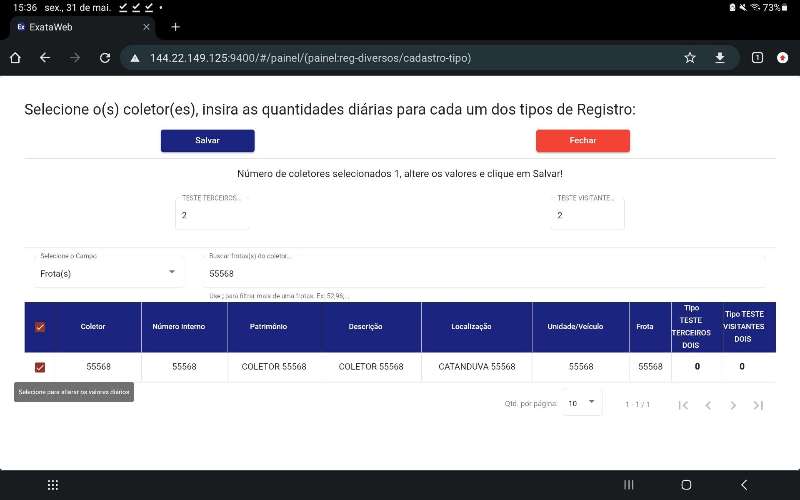 15:36 sex., 31 de mai.
73%
Ex ExataWeb
144.22.149.125:9400/#/painel/(painel:reg-diversos/cadastro-tipo)
1
Selecione o(s) coletor(es), insira as quantidades diárias para cada um dos tipos de Registro:
Salvar
Fechar
Número de coletores selecionados 1, altere os valores e clique em Salvar!
TESTE TERCEIROS...
2
TESTE VISITANTE...
2
Selecione o Campo
Frota(s)
Buscar frotas(s) do coletor...
55568
Use ; para filtrar mais de uma frotas. Ex: 52;96; ...
Coletor
Número Interno
Patrimônio
Descrição
Localização
Unidade/Veículo
Frota
Tipo
TESTE
TERCEIROS
DOIS
Tipo TESTE
VISITANTES
DOIS
55568
55568
COLETOR 55568
COLETOR 55568
CATANDUVA 55568
55568
55568
0
0
Selecione para alterar os valores diários
Qtd. por página:
10
1 - 1 / 1